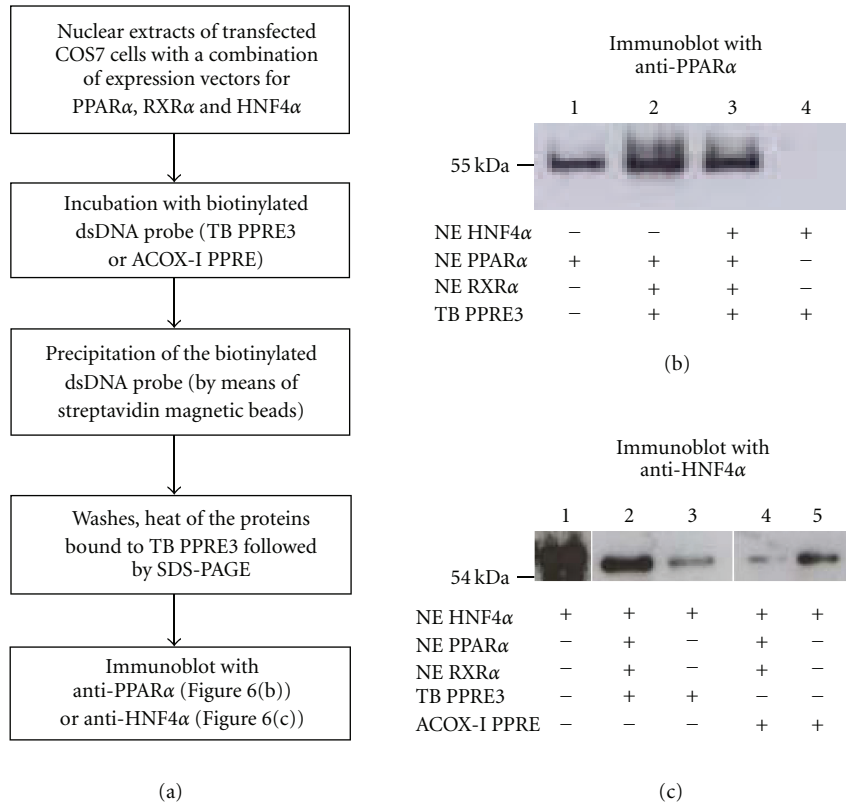 Nuclear extracts of transfected
COS7 cells with a combination
of expression vectors for
PPARα, RXRα and HNF4α
Incubation with biotinylated
dsDNA probe (TB PPRE3
or ACOX-I PPRE)
Precipitation of the biotinylated
dsDNA probe (by means of
streptavidin magnetic beads)
Washes, heat of the proteins
bound to TB PPRE3 followed
by SDS-PAGE
Immunoblot with
anti-PPARα (Figure 6(b))
or anti-HNF4α (Figure 6(c))
(a)
Immunoblot with
anti-PPARα
1 2 3 4
55 kDa
NE HNF4α − − + +
NE PPARα + + + −
NE RXRα − + + −
TB PPRE3 − + + +
(b)
Immunoblot with
anti-HNF4α
1 2 3 4 5
54 kDa
NE HNF4α + + + + +
NE PPARα − + − + −
NE RXRα − + − + −
TB PPRE3 − + + − −
ACOX-I PPRE − − − + +
(c)